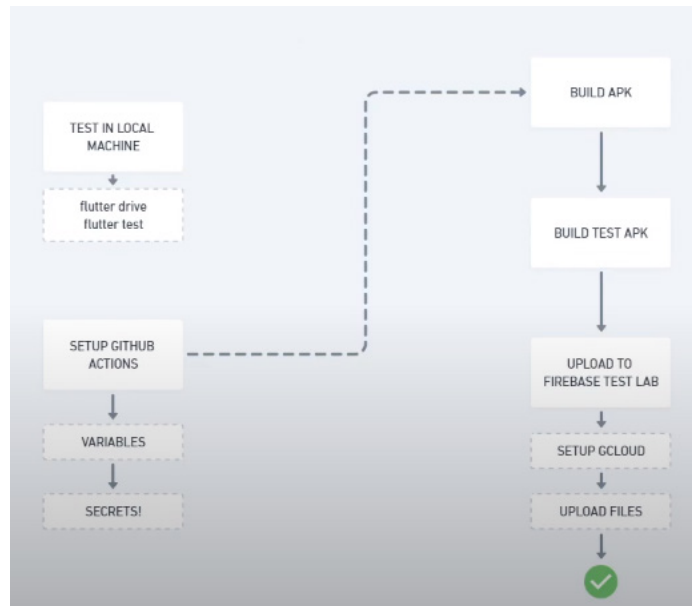 TEST IN LOCAL
MACHINE
flutter drive
flutter test
SETUP GITHUB
ACTIONS
VARIABLES
SECRETS!
BUILD APK
BUILD TEST APK
UPLOAD TO
FIREBASE TEST LAB
SETUP GCLOUD
UPLOAD FILES